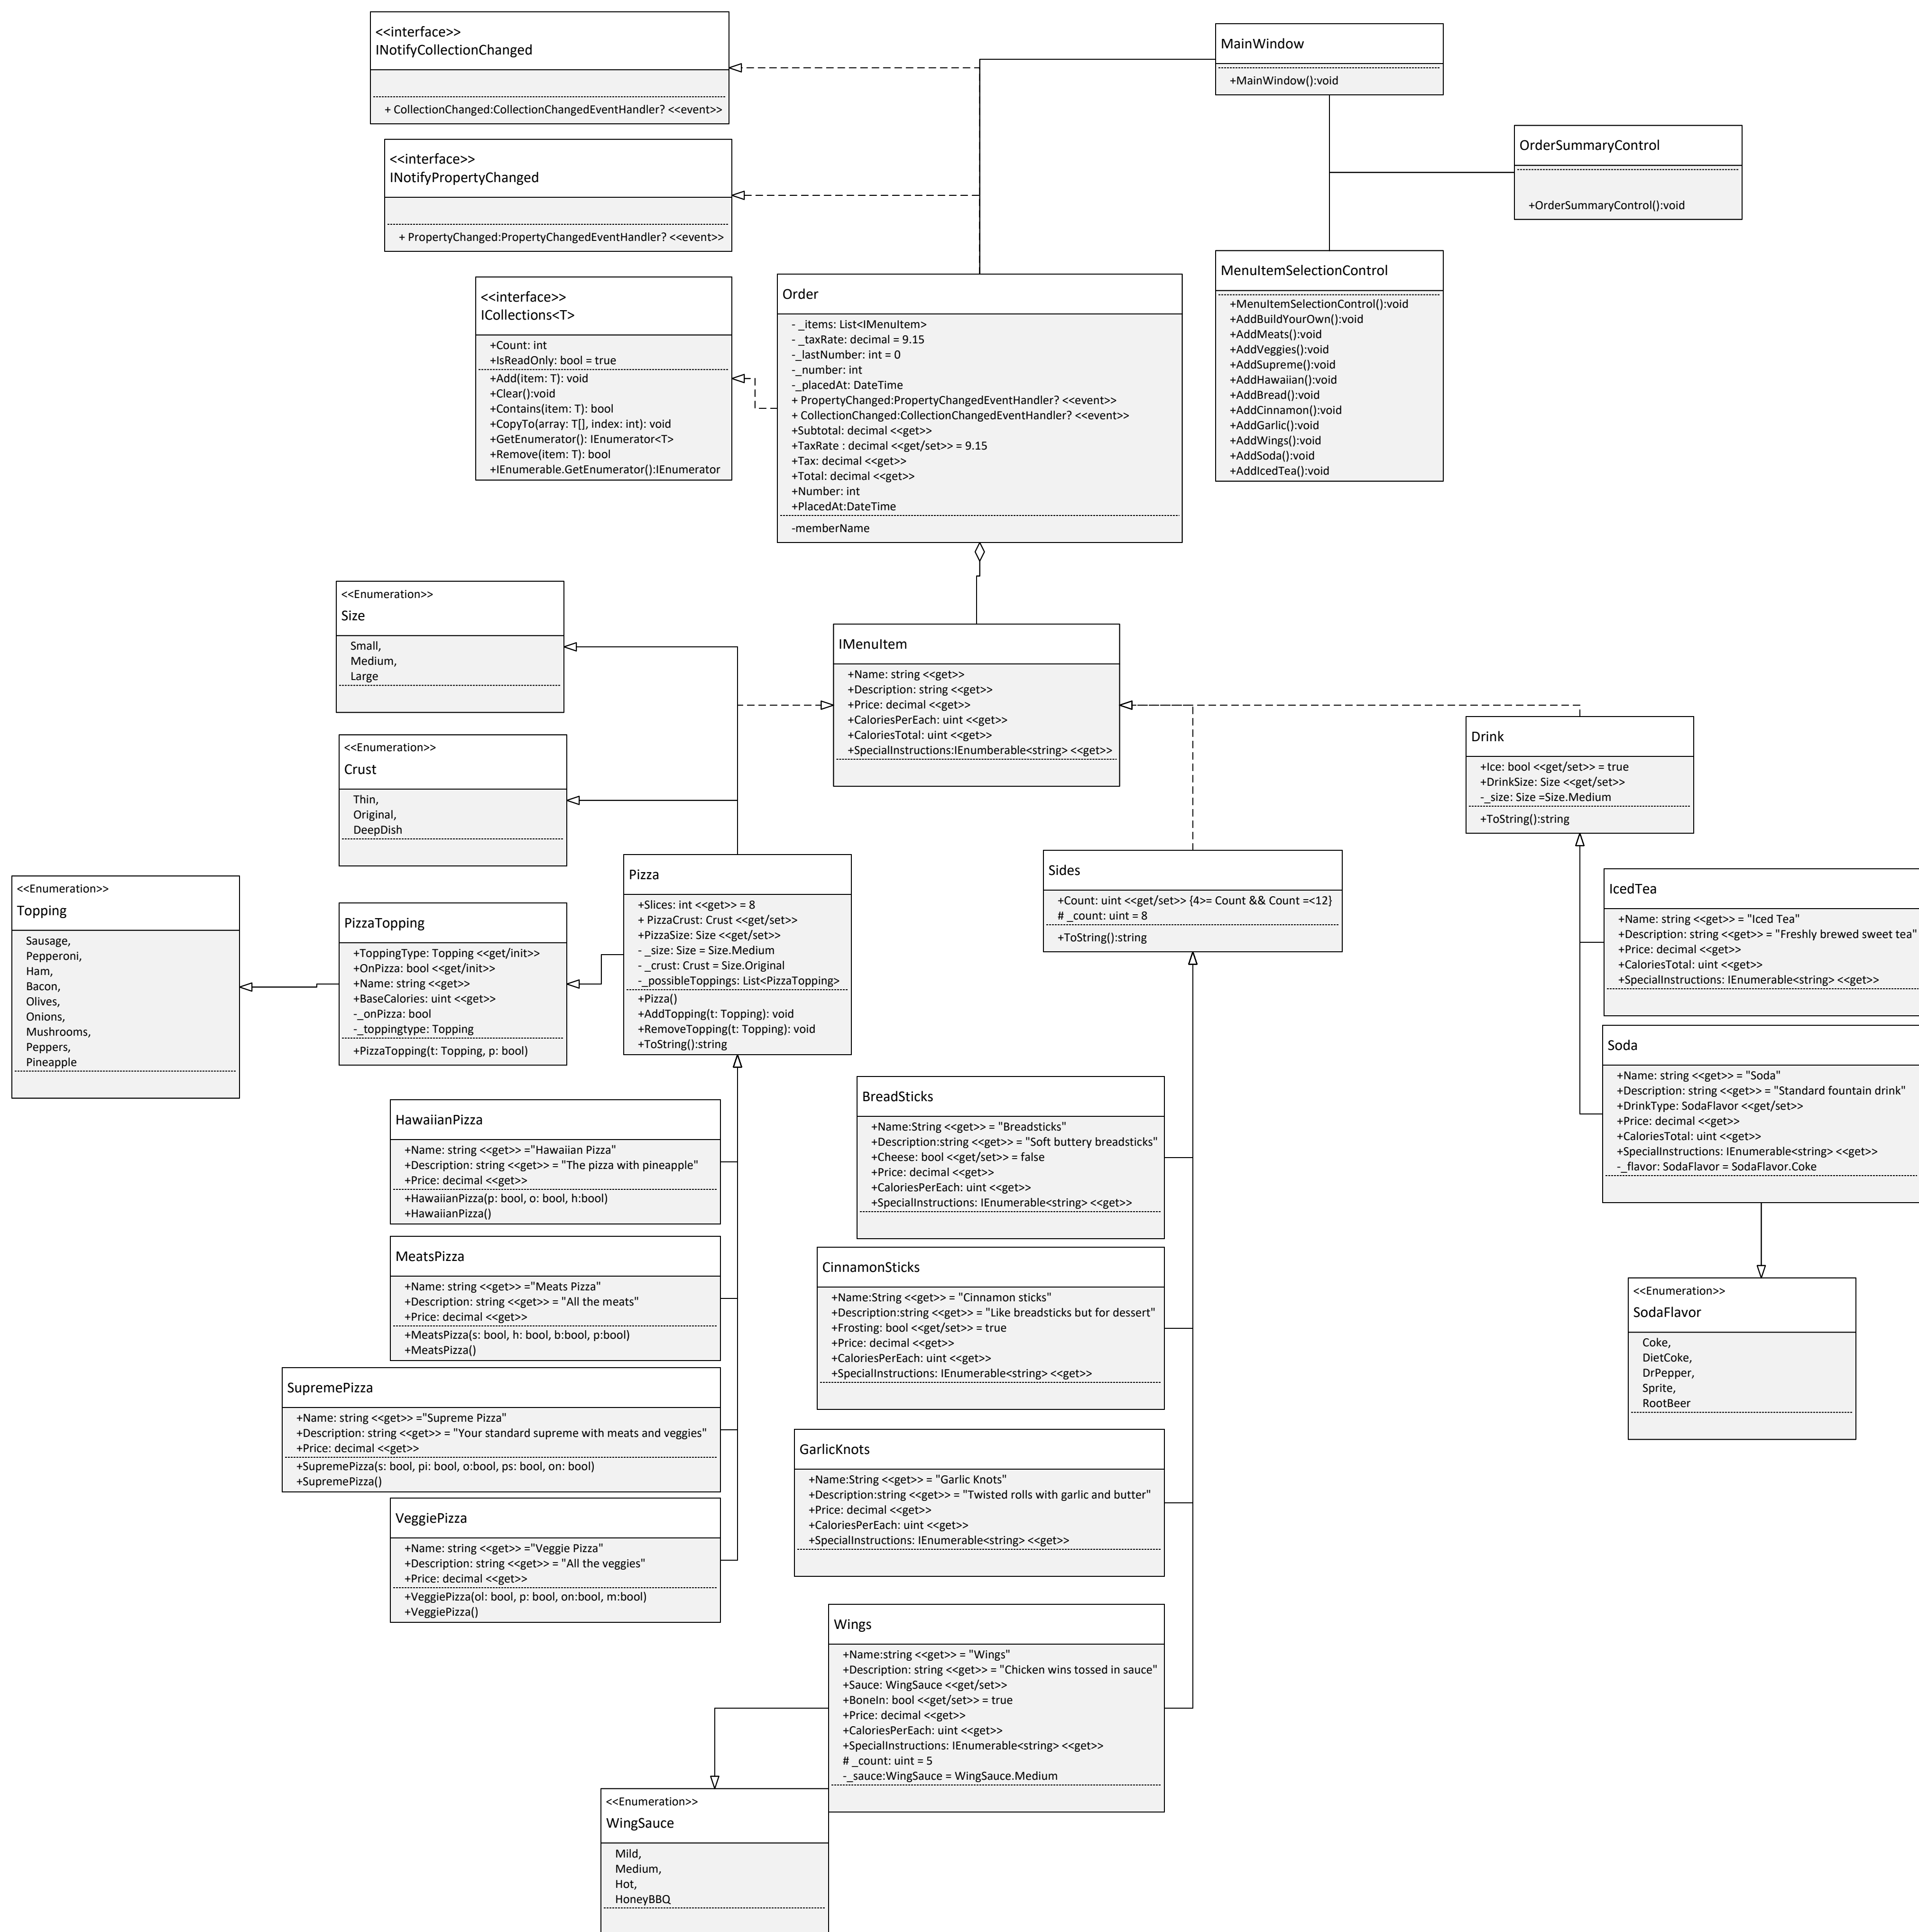 <<interface>>
INotifyCollectionChanged
+ CollectionChanged:CollectionChangedEventHandler? <<event>>
MainWindow
+MainWindow():void
<<interface>>
INotifyPropertyChanged
+ PropertyChanged:PropertyChangedEventHandler? <<event>>
OrderSummaryControl
+OrderSummaryControl():void
<<interface>>
ICollections<T>
+Count: int
+IsReadOnly: bool = true
+Add(item: T): void
+Clear():void
+Contains(item: T): bool
+CopyTo(array: T[], index: int): void
+GetEnumerator(): IEnumerator<T>
+Remove(item: T): bool
+IEnumerable.GetEnumerator():IEnumerator
Order
- _items: List<IMenuItem>
- _taxRate: decimal = 9.15
-_lastNumber: int = 0
-_number: int
-_placedAt: DateTime
+ PropertyChanged:PropertyChangedEventHandler? <<event>>
+ CollectionChanged:CollectionChangedEventHandler? <<event>>
+Subtotal: decimal <<get>>
+TaxRate : decimal <<get/set>> = 9.15
+Tax: decimal <<get>>
+Total: decimal <<get>>
+Number: int
+PlacedAt:DateTime
-memberName
MenuItemSelectionControl
+MenuItemSelectionControl():void
+AddBuildYourOwn():void
+AddMeats():void
+AddVeggies():void
+AddSupreme():void
+AddHawaiian():void
+AddBread():void
+AddCinnamon():void
+AddGarlic():void
+AddWings():void
+AddSoda():void
+AddIcedTea():void
<<Enumeration>>
Size
Small,
Medium,
Large
IMenuItem
+Name: string <<get>>
+Description: string <<get>>
+Price: decimal <<get>>
+CaloriesPerEach: uint <<get>>
+CaloriesTotal: uint <<get>>
+SpecialInstructions:IEnumberable<string> <<get>>
<<Enumeration>>
Crust
Thin,
Original,
DeepDish
Drink
+Ice: bool <<get/set>> = true
+DrinkSize: Size <<get/set>>
-_size: Size =Size.Medium
+ToString():string
<<Enumeration>>
Topping
Sausage,
Pepperoni,
Ham,
Bacon,
Olives,
Onions,
Mushrooms,
Peppers,
Pineapple
PizzaTopping
+ToppingType: Topping <<get/init>>
+OnPizza: bool <<get/init>>
+Name: string <<get>>
+BaseCalories: uint <<get>>
-_onPizza: bool
-_toppingtype: Topping
+PizzaTopping(t: Topping, p: bool)
Pizza
+Slices: int <<get>> = 8
+ PizzaCrust: Crust <<get/set>>
+PizzaSize: Size <<get/set>>
- _size: Size = Size.Medium
- _crust: Crust = Size.Original
-_possibleToppings: List<PizzaTopping>
+Pizza()
+AddTopping(t: Topping): void
+RemoveTopping(t: Topping): void
+ToString():string
Sides
+Count: uint <<get/set>> {4>= Count && Count =<12}
# _count: uint = 8
+ToString():string
IcedTea
+Name: string <<get>> = "Iced Tea"
+Description: string <<get>> = "Freshly brewed sweet tea"
+Price: decimal <<get>>
+CaloriesTotal: uint <<get>>
+SpecialInstructions: IEnumerable<string> <<get>>
Soda
+Name: string <<get>> = "Soda"
+Description: string <<get>> = "Standard fountain drink"
+DrinkType: SodaFlavor <<get/set>>
+Price: decimal <<get>>
+CaloriesTotal: uint <<get>>
+SpecialInstructions: IEnumerable<string> <<get>>
-_flavor: SodaFlavor = SodaFlavor.Coke
HawaiianPizza
+Name: string <<get>> ="Hawaiian Pizza"
+Description: string <<get>> = "The pizza with pineapple"
+Price: decimal <<get>>
+HawaiianPizza(p: bool, o: bool, h:bool)
+HawaiianPizza()
BreadSticks
+Name:String <<get>> = "Breadsticks"
+Description:string <<get>> = "Soft buttery breadsticks"
+Cheese: bool <<get/set>> = false
+Price: decimal <<get>>
+CaloriesPerEach: uint <<get>>
+SpecialInstructions: IEnumerable<string> <<get>>
MeatsPizza
+Name: string <<get>> ="Meats Pizza"
+Description: string <<get>> = "All the meats"
+Price: decimal <<get>>
+MeatsPizza(s: bool, h: bool, b:bool, p:bool)
+MeatsPizza()
CinnamonSticks
+Name:String <<get>> = "Cinnamon sticks"
+Description:string <<get>> = "Like breadsticks but for dessert"
+Frosting: bool <<get/set>> = true
+Price: decimal <<get>>
+CaloriesPerEach: uint <<get>>
+SpecialInstructions: IEnumerable<string> <<get>>
<<Enumeration>>
SodaFlavor
Coke,
DietCoke,
DrPepper,
Sprite,
RootBeer
SupremePizza
+Name: string <<get>> ="Supreme Pizza"
+Description: string <<get>> = "Your standard supreme with meats and veggies"
+Price: decimal <<get>>
+SupremePizza(s: bool, pi: bool, o:bool, ps: bool, on: bool)
+SupremePizza()
GarlicKnots
+Name:String <<get>> = "Garlic Knots"
+Description:string <<get>> = "Twisted rolls with garlic and butter"
+Price: decimal <<get>>
+CaloriesPerEach: uint <<get>>
+SpecialInstructions: IEnumerable<string> <<get>>
VeggiePizza
+Name: string <<get>> ="Veggie Pizza"
+Description: string <<get>> = "All the veggies"
+Price: decimal <<get>>
+VeggiePizza(ol: bool, p: bool, on:bool, m:bool)
+VeggiePizza()
Wings
+Name:string <<get>> = "Wings"
+Description: string <<get>> = "Chicken wins tossed in sauce"
+Sauce: WingSauce <<get/set>>
+BoneIn: bool <<get/set>> = true
+Price: decimal <<get>>
+CaloriesPerEach: uint <<get>>
+SpecialInstructions: IEnumerable<string> <<get>>
# _count: uint = 5
-_sauce:WingSauce = WingSauce.Medium
<<Enumeration>>
WingSauce
Mild,
Medium,
Hot,
HoneyBBQ